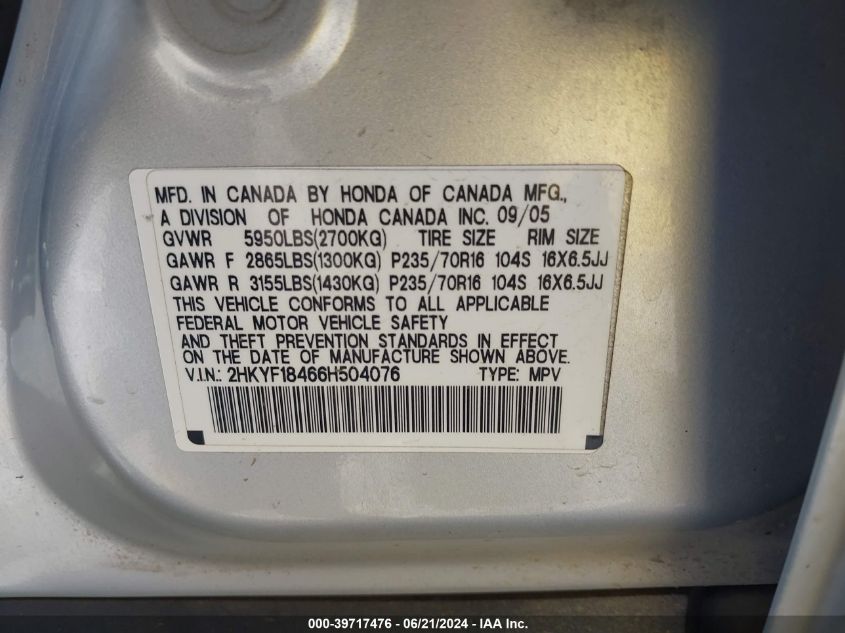 MFD. IN CANADA BY HONDA OF CANADA MFG.,
A DIVISION OF HONDA CANADA INC. 09/05
GVWR 5950LBS(2700KG) TIRE SIZE RIM SIZE
GAWR F 2865LBS(1300KG) P235/70R16 104S 16X6.5JJ
GAWR R 3155LBS(1430KG) P235/70R16 104S 16X6.5JJ
THIS VEHICLE CONFORMS TO ALL APPLICABLE
FEDERAL MOTOR VEHICLE SAFETY
AND THEFT PREVENTION STANDARDS IN EFFECT
ON THE DATE OF MANUFACTURE SHOWN ABOVE.
V.I.N.: 2HKYF18466H504076 TYPE: MPV
000-39717476 - 06/21/2024 - IAA Inc.